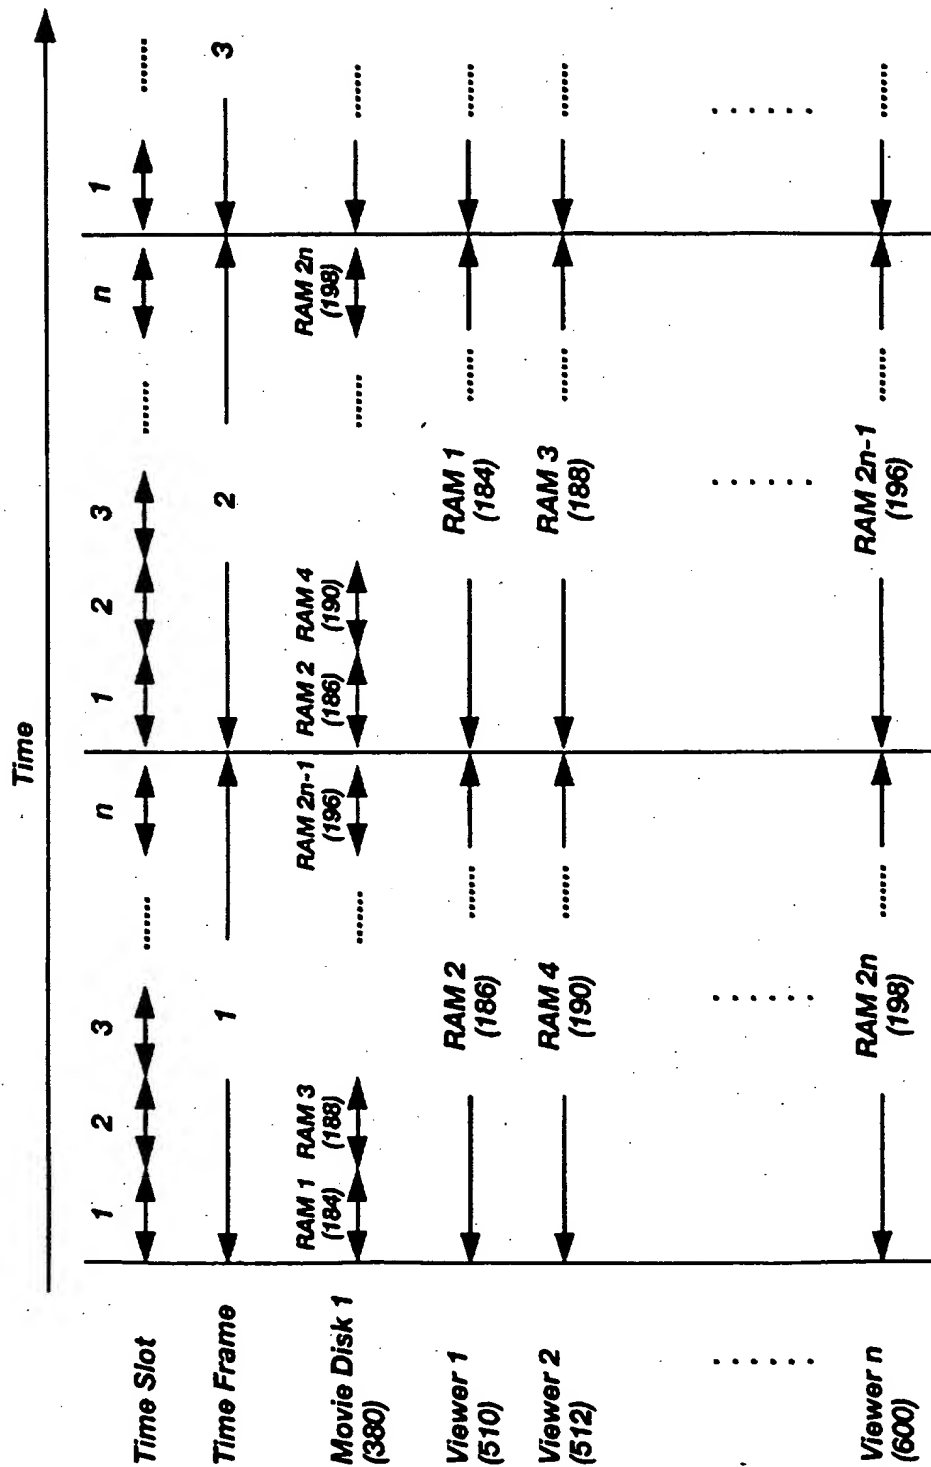 Time
Time Slot 1 2 3 ....... n 1 2 3 ....... n 1 .......
Time Frame 1 2 3
Movie Disk 1 RAM 1 RAM 3 ....... RAM 2n-1 RAM 2 RAM 4 ....... RAM 2n .......
(380) (184) (188) (196) (186) (190) (198)
Viewer 1 RAM 2 ....... RAM 1 ....... .......
(510) (186) (184)
Viewer 2 RAM 4 ....... RAM 3 ....... .......
(512) (190) (188)
...... ...... ...... ......
Viewer n RAM 2n ....... RAM 2n-1 ....... .......
(600) (198) (196)